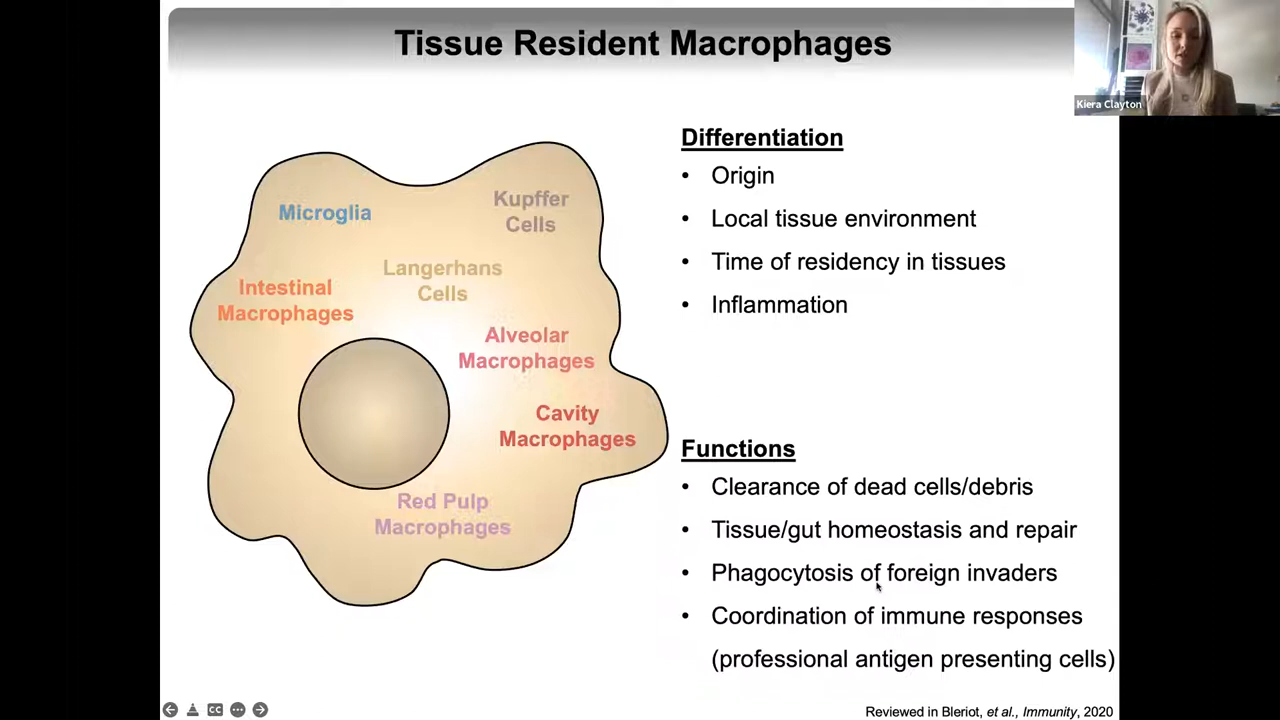 Tissue Resident Macrophages
Kiera Clayton
Microglia
Kupffer
Cells
Langerhans
Cells
Intestinal
Macrophages
Alveolar
Macrophages
Cavity
Macrophages
Red Pulp
Macrophages
Differentiation
• Origin
• Local tissue environment
• Time of residency in tissues
• Inflammation
Functions
• Clearance of dead cells/debris
• Tissue/gut homeostasis and repair
• Phagocytosis of foreign invaders
• Coordination of immune responses
(professional antigen presenting cells)
CC
Reviewed in Bleriot, et al., Immunity, 2020